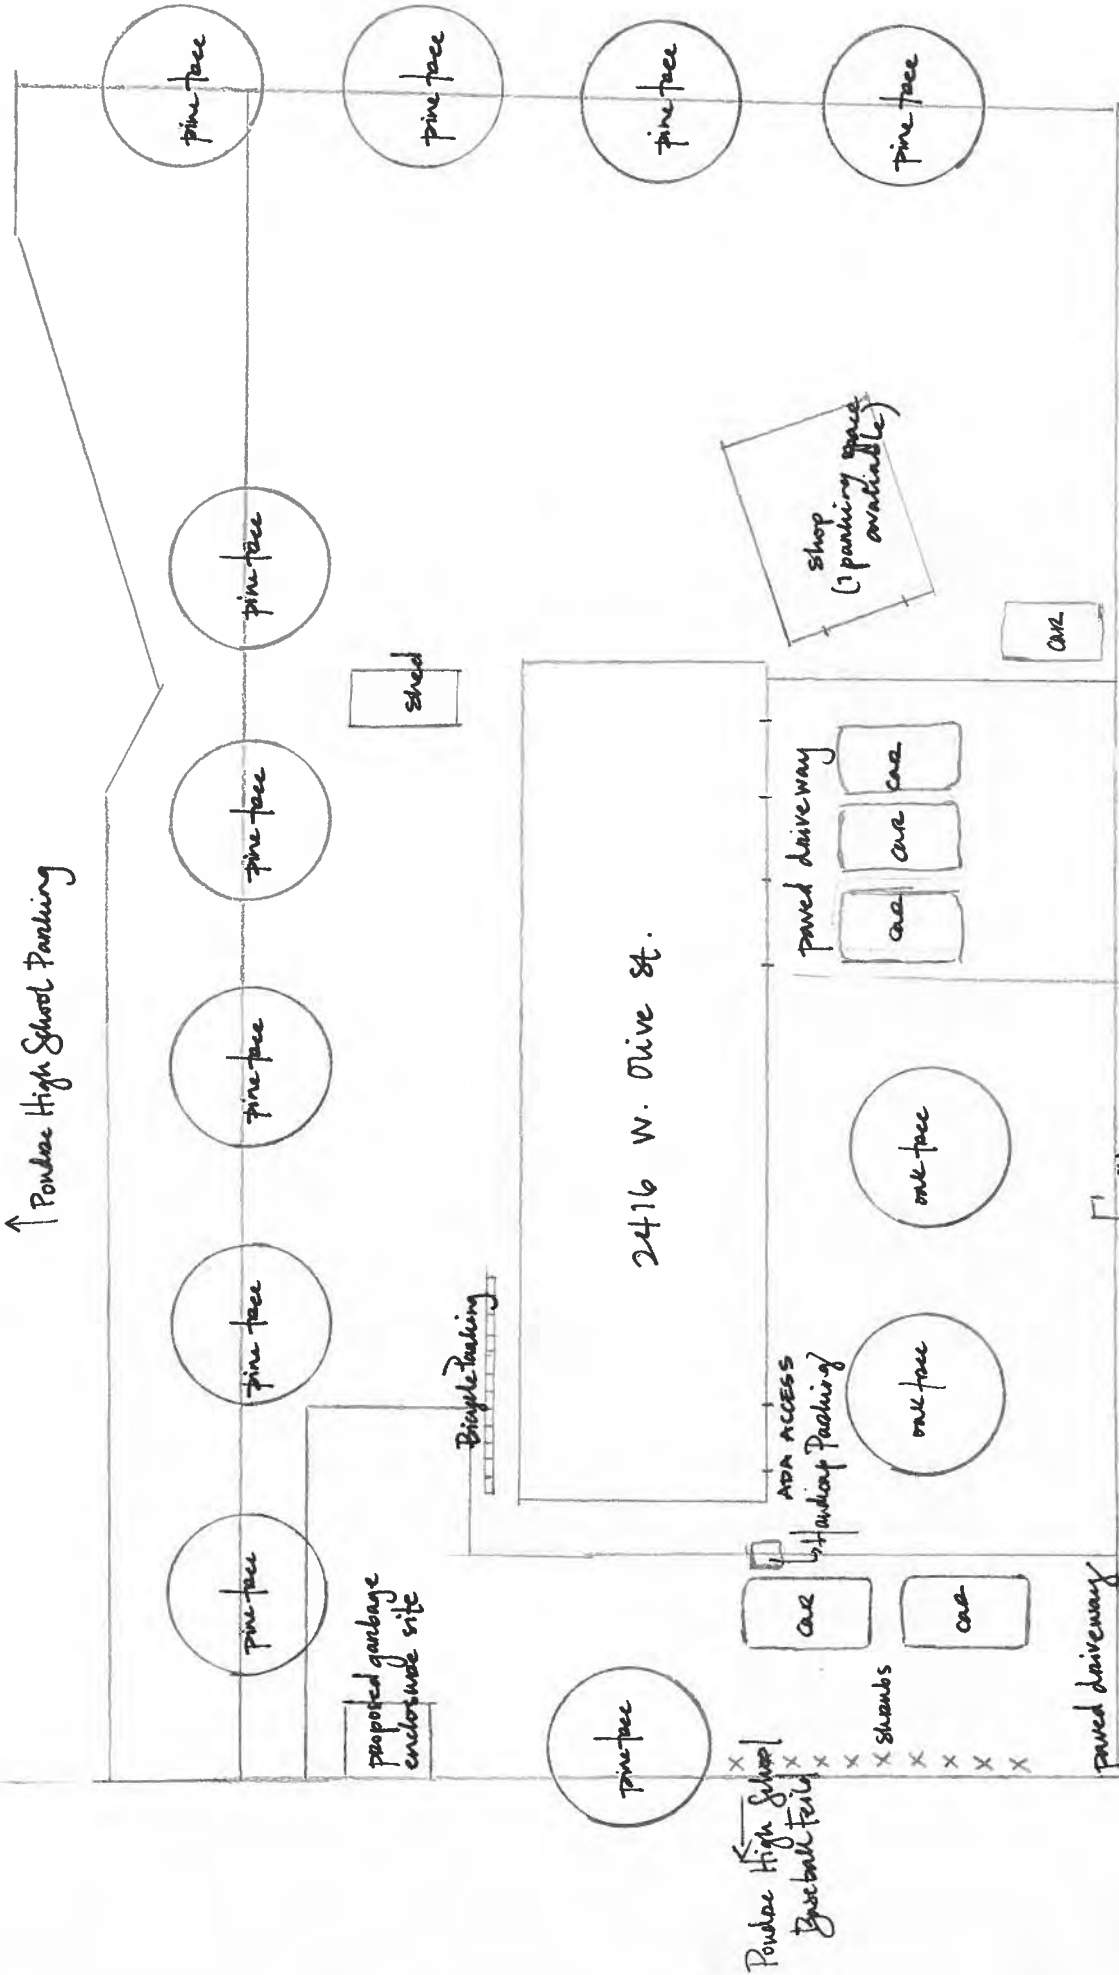 ↑ Poudre High School Parking
pine tree
pine tree
pine tree
pine tree
pine tree
pine tree
pine tree
pine tree
pine tree
proposed garbage
enclosure site
shed
Bicycle Parking
pine tree
2416 W. Olive St.
Poudre High School
Baseball Feild
ADA ACCESS
Handicap Parking
paved driveway
shop
(1 parking space
avaliable)
shrubs
car
car
oak tree
oak tree
car
car
car
car
paved driveway